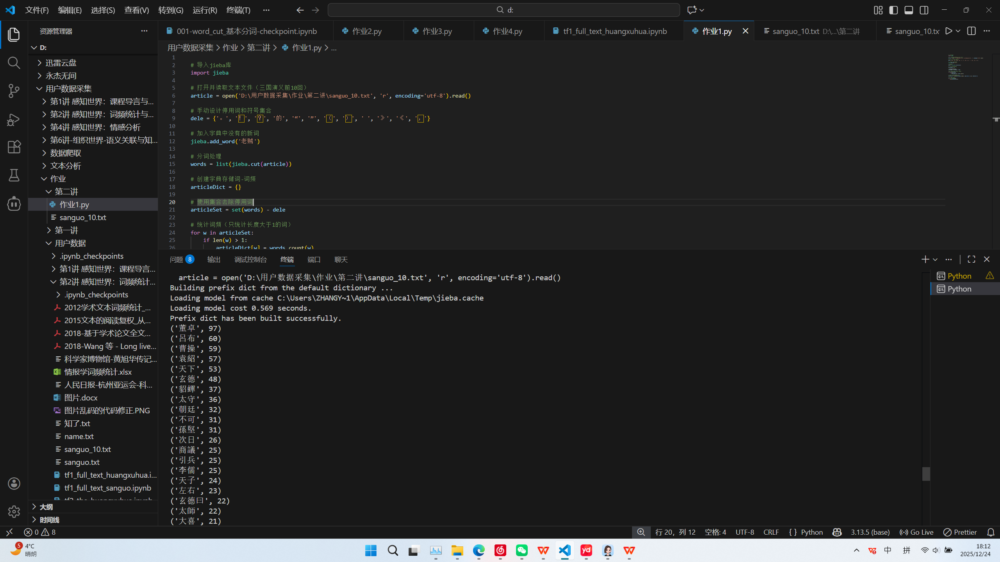 文件(F) 编辑(E) 选择(S) 查看(V) 转到(G) 运行(R) 终端(T) ··· d:
资源管理器
001-word_cut_基本分词-checkpoint.ipynb 作业2.py 作业3.py 作业4.py tf1_full_text_huangxuhua.ipynb 作业1.py sanguo_10.txt D:\...\第二讲 sanguo_10.tx
D:
迅雷云盘
永杰无间
用户数据采集
第1讲 感知世界：课程导言与...
第2讲 感知世界：词频统计与...
第4讲 感知世界：情感分析
第6讲-组织世界-语义关联与知...
数据爬取
文本分析
作业
第二讲
作业1.py
sanguo_10.txt
第一讲
用户数据
.ipynb_checkpoints
第1讲 感知世界：课程导言...
第2讲 感知世界：词频统计...
.ipynb_checkpoints
2012学术文本词频统计_...
2015文本的阅读复权_从...
2018-基于学术论文全文...
2018-Wang 等 - Long live...
科学家博物馆-黄旭华传记...
情报学词频统计.xlsx
人民日报-杭州亚运会-科...
图片.docx
图片乱码的代码修正.PNG
知了.txt
name.txt
sanguo_10.txt
sanguo.txt
tf1_full_text_huangxuhua.i...
tf1_full_text_sanguo.ipynb
大纲
时间线
用户数据采集 > 作业 > 第二讲 > 作业1.py > ...
1
2 # 导入jieba库
3 import jieba
4
5 # 打开并读取文本文件（三国演义前10回）
6 article = open('D:\用户数据采集\作业\第二讲\sanguo_10.txt', 'r', encoding='utf-8').read()
7
8 # 手动设计停用词和符号集合
9 dele = {'。', '！', '？', '的', '“', '”', '（', '）', ' ', '》', '《', '，'}
10
11 # 加入字典中没有的新词
12 jieba.add_word('老贼')
13
14 # 分词处理
15 words = list(jieba.cut(article))
16
17 # 创建字典存储词-词频
18 articleDict = {}
19
20 # 使用集合去除停用词
21 articleSet = set(words) - dele
22
23 # 统计词频（只统计长度大于1的词）
24 for w in articleSet:
25 if len(w) > 1:
26 articleDict[w] = words.count(w)
问题 8 输出 调试控制台 终端 端口 聊天
article = open('D:\用户数据采集\作业\第二讲\sanguo_10.txt', 'r', encoding='utf-8').read()
Building prefix dict from the default dictionary ...
Loading model from cache C:\Users\ZHANGY~1\AppData\Local\Temp\jieba.cache
Loading model cost 0.569 seconds.
Prefix dict has been built successfully.
('董卓', 97)
('呂布', 60)
('曹操', 59)
('袁紹', 57)
('天下', 53)
('玄德', 48)
('貂蟬', 37)
('太守', 36)
('朝廷', 32)
('不可', 31)
('孫堅', 31)
('次日', 26)
('商議', 25)
('引兵', 25)
('李儒', 25)
('天子', 24)
('左右', 23)
('玄德曰', 22)
('太師', 22)
('大喜', 21)
Python
Python
0 8 行 20，列 12 空格: 4 UTF-8 CRLF { } Python 3.13.5 (base) Go Live Prettier
5 4°C
晴朗
中 拼
18:12
2025/12/24